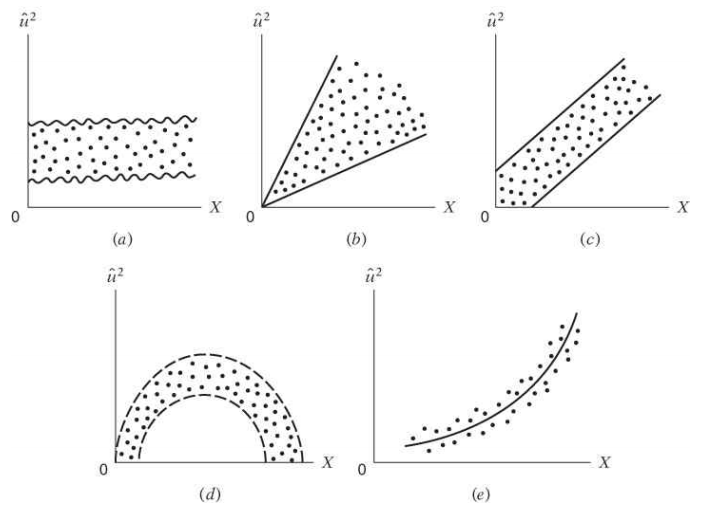 û² û² û²
0 X 0 X 0 X
(a) (b) (c)
û² û²
0 X 0 X
(d) (e)